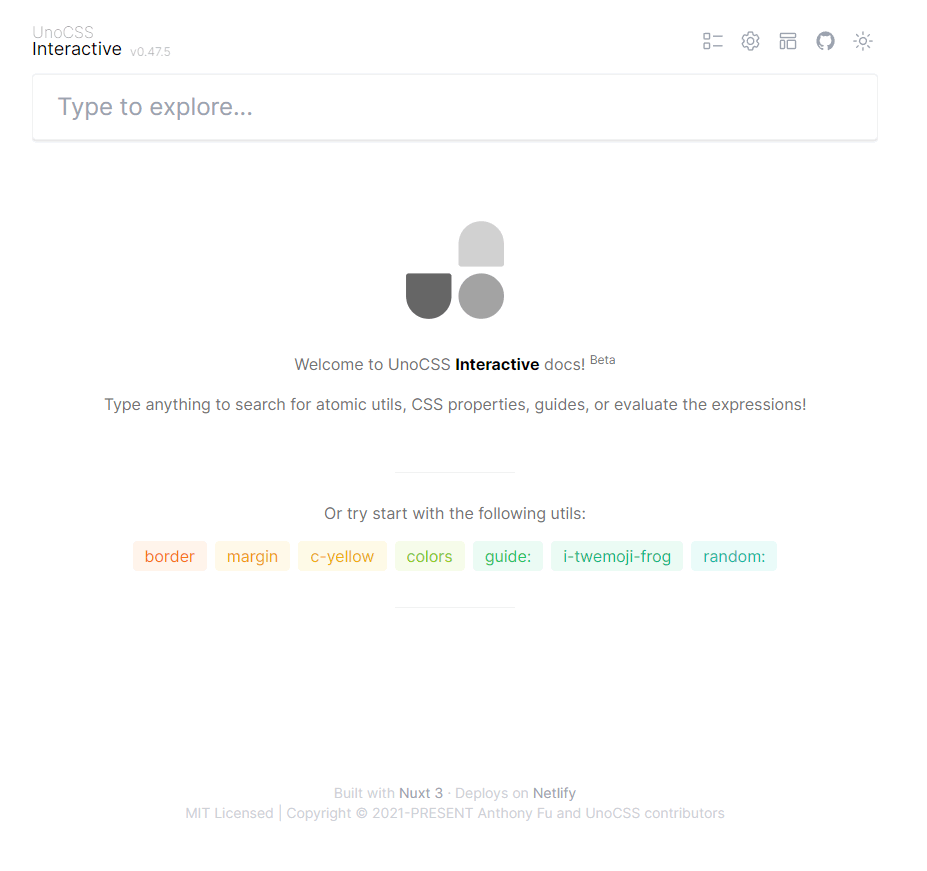 UnoCSS
Interactive v0.47.5
Type to explore...
Welcome to UnoCSS Interactive docs! Beta
Type anything to search for atomic utils, CSS properties, guides, or evaluate the expressions!
Or try start with the following utils:
border margin c-yellow colors guide: i-twemoji-frog random:
Built with Nuxt 3 · Deploys on Netlify
MIT Licensed | Copyright © 2021-PRESENT Anthony Fu and UnoCSS contributors